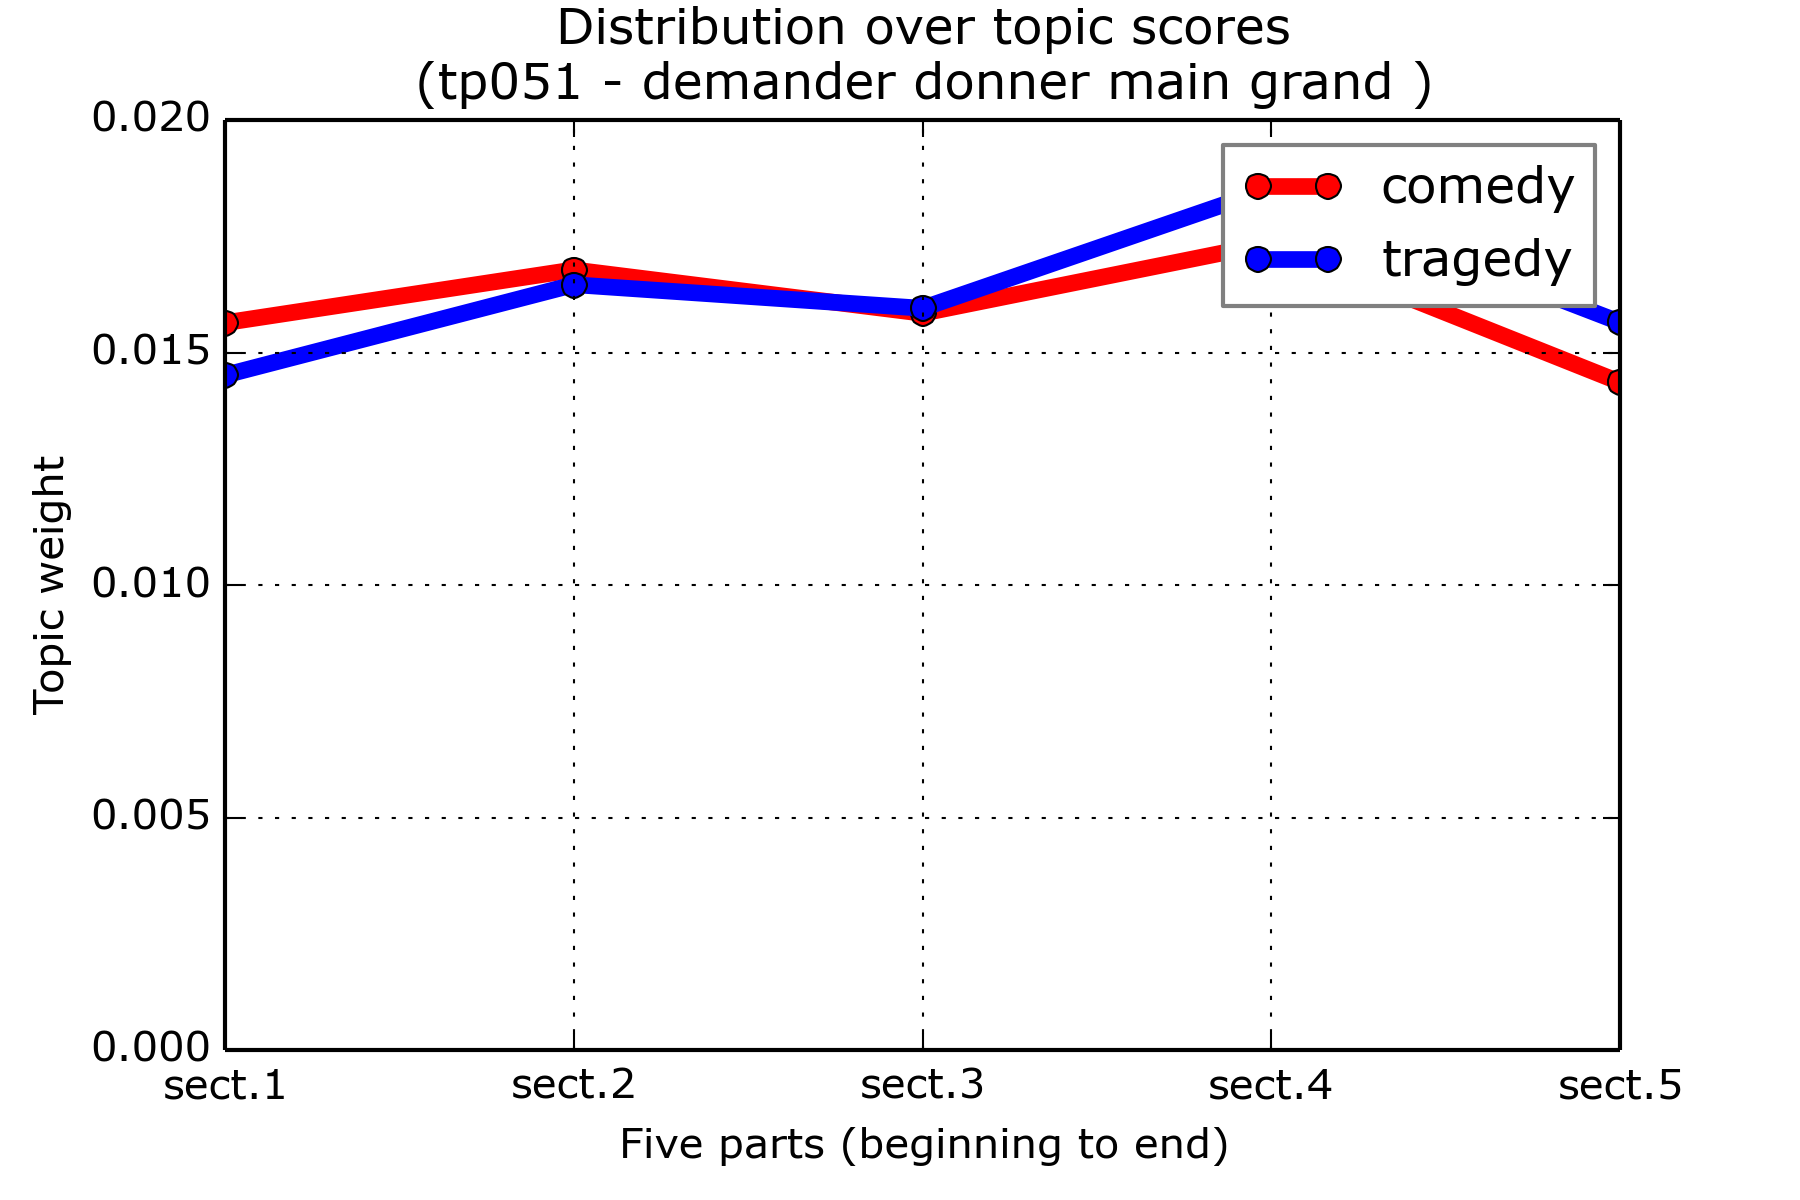 Distribution over topic scores
(tp051 - demander donner main grand )
0.020
0.015
0.010
0.005
0.000
Topic weight
comedy
tragedy
sect.1 sect.2 sect.3 sect.4 sect.5
Five parts (beginning to end)